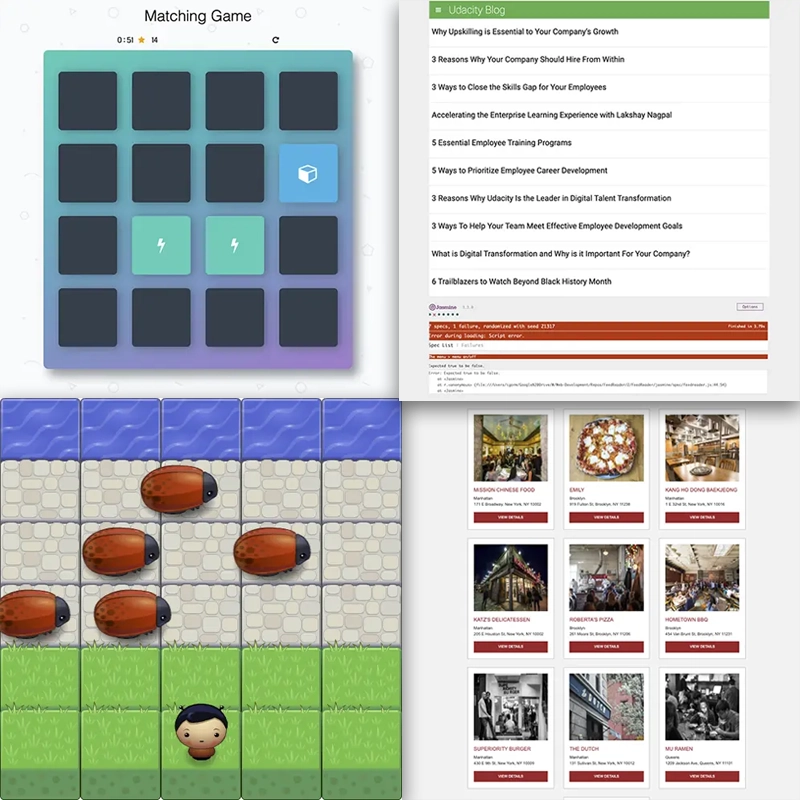 Matching Game
0:51 14
Udacity Blog
Why Upskilling is Essential to Your Company's Growth
3 Reasons Why Your Company Should Hire From Within
3 Ways to Close the Skills Gap for Your Employees
Accelerating the Enterprise Learning Experience with Lakshay Nagpal
5 Essential Employee Training Programs
5 Ways to Prioritize Employee Career Development
3 Reasons Why Udacity Is the Leader in Digital Talent Transformation
3 Ways To Help Your Team Meet Effective Employee Development Goals
What is Digital Transformation and Why is it Important For Your Company?
6 Trailblazers to Watch Beyond Black History Month
Jasmine
Options
7 specs, 1 failure, randomized with seed 21317
Error during loading: Script error.
Spec List | Failures
Expected true to be false.
Error: Expected true to be false.
at <Jasmine>
at <Jasmine>
MISSION CHINESE FOOD
Manhattan
171 E Broadway, New York, NY 10002
VIEW DETAILS
EMILY
Brooklyn
919 Fulton St, Brooklyn, NY 11238
VIEW DETAILS
KANG HO DONG BAEKJEONG
Manhattan
1 E 32nd St, New York, NY 10016
VIEW DETAILS
KATZ'S DELICATESSEN
Manhattan
205 E Houston St, New York, NY 10002
VIEW DETAILS
ROBERTA'S PIZZA
Brooklyn
261 Moore St, Brooklyn, NY 11206
VIEW DETAILS
HOMETOWN BBQ
Brooklyn
454 Van Brunt St, Brooklyn, NY 11231
VIEW DETAILS
SUPERIORITY BURGER
Manhattan
430 E 9th St, New York, NY 10009
VIEW DETAILS
THE DUTCH
Manhattan
131 Sullivan St, New York, NY 10012
VIEW DETAILS
MU RAMEN
Queens
1209 Jackson Ave, Queens, NY 11101
VIEW DETAILS